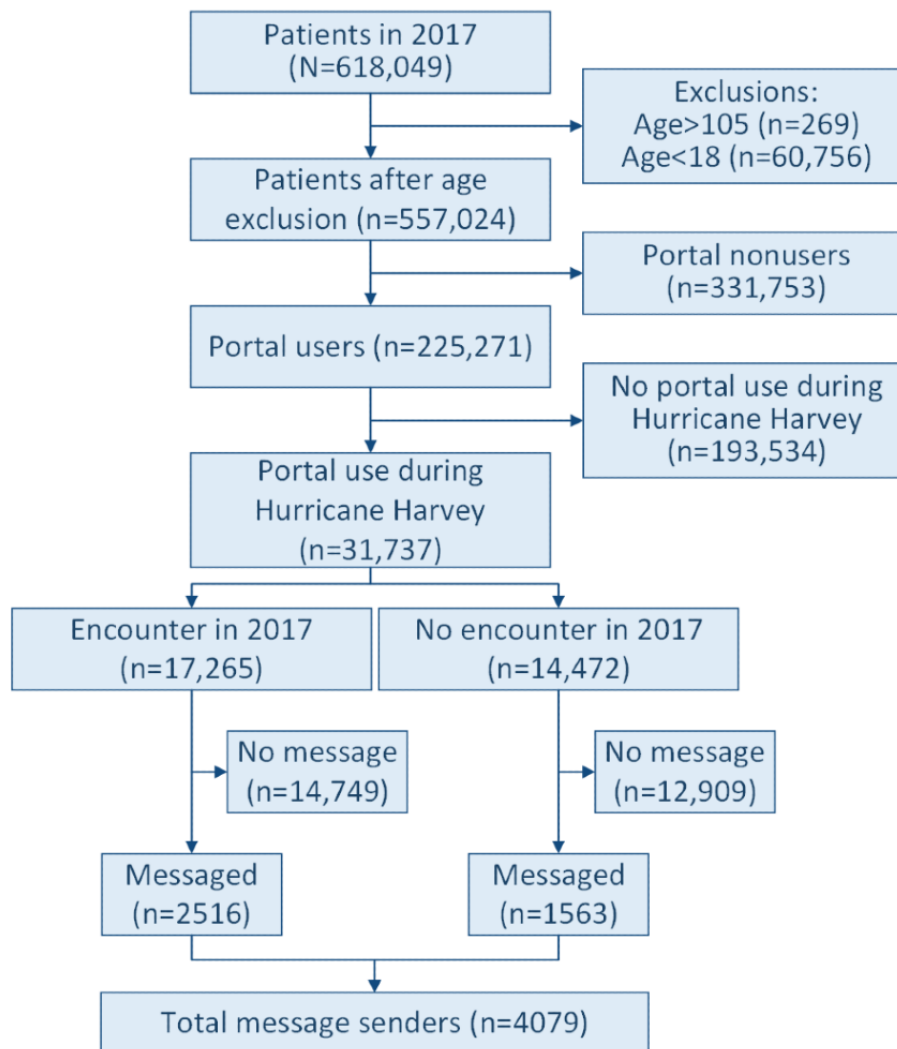 Patients in 2017
(N=618,049)
Exclusions:
Age>105 (n=269)
Age<18 (n=60,756)
Patients after age
exclusion (n=557,024)
Portal nonusers
(n=331,753)
Portal users (n=225,271)
No portal use during
Hurricane Harvey
(n=193,534)
Portal use during
Hurricane Harvey
(n=31,737)
Encounter in 2017
(n=17,265)
No encounter in 2017
(n=14,472)
No message
(n=14,749)
No message
(n=12,909)
Messaged
(n=2516)
Messaged
(n=1563)
Total message senders (n=4079)